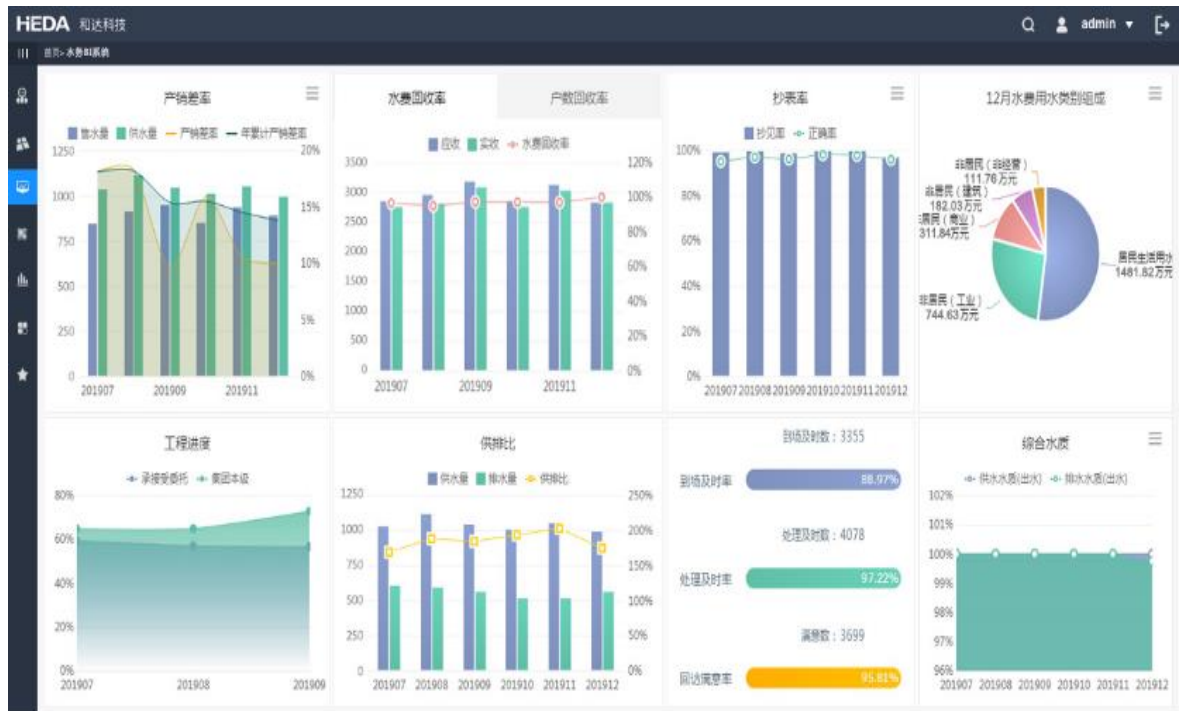 HEDA 和达科技
admin
首页> 水务BI系统
产销差率
售水量 供水量 产销差率 年累计产销差率
1250
1000
750
500
250
0
20%
15%
10%
5%
0%
201907 201909 201911
水费回收率 户数回收率
应收 实收 水费回收率
3500
3000
2500
2000
1500
1000
500
0
120%
100%
80%
60%
40%
20%
0%
201907 201909 201911
抄表率
抄见率 正确率
100%
80%
60%
40%
20%
0%
201907 201908 201909 201910 201911 201912
12月水费用水类别组成
非居民(非经营)
111.76万元
非居民(建筑)
182.03万元
居民(商业)
311.84万元
非居民(工业)
744.63万元
居民生活用水
1481.82万元
工程进度
承接受委托 集团本级
80%
60%
40%
20%
0%
201907 201908 201909
供排比
供水量 排水量 供排比
1250
1000
750
500
250
0
250%
200%
150%
100%
50%
0%
201907 201908 201909 201910 201911 201912
到场及时数:3355
到场及时率 88.97%
处理及时数:4078
处理及时率 97.22%
满意数:3699
回访满意率 95.81%
综合水质
供水水质(出水) 排水水质(出水)
102%
101%
100%
99%
98%
97%
96%
201907 201908 201909 201910 201911 201912